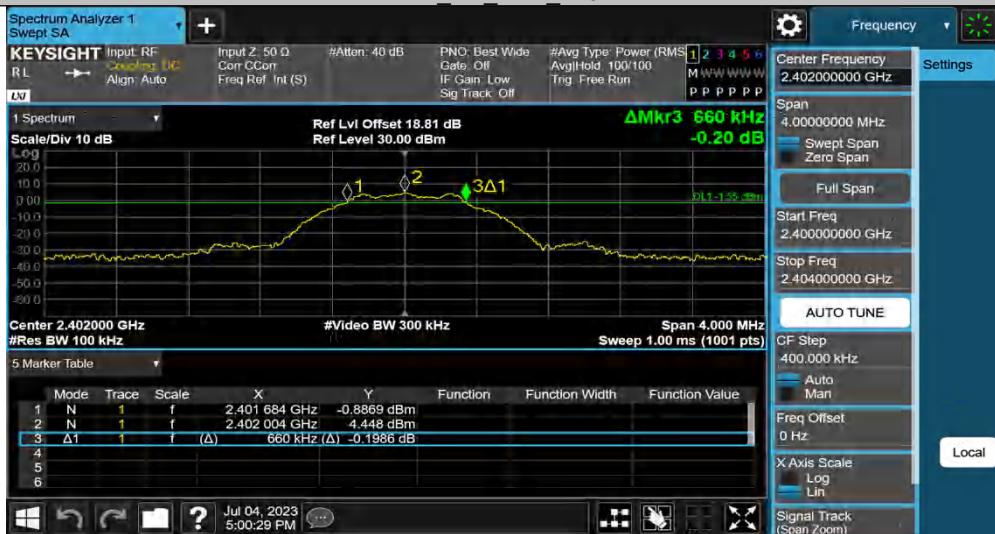 Spectrum Analyzer 1
Swept SA
+
Frequency
KEYSIGHT
RL
LXI
Input: RF
Coupling: DC
Align: Auto
Input Z: 50 Ω
Corr CCorr
Freq Ref: Int (S)
#Atten: 40 dB
PNO: Best Wide
Gate: Off
IF Gain: Low
Sig Track: Off
#Avg Type: Power (RMS
Avg|Hold: 100/100
Trig: Free Run
1 2 3 4 5 6
M W W W W W
P P P P P P
1 Spectrum
Scale/Div 10 dB
Ref Lvl Offset 18.81 dB
Ref Level 30.00 dBm
ΔMkr3 660 kHz
-0.20 dB
Log
20.0
10.0
0.00
-10.0
-20.0
-30.0
-40.0
-50.0
-60.0
1
2
3Δ1
DL1 -1.55 dBm
Center 2.402000 GHz
#Res BW 100 kHz
#Video BW 300 kHz
Span 4.000 MHz
Sweep 1.00 ms (1001 pts)
5 Marker Table
Mode Trace Scale X Y Function Function Width Function Value
1 N 1 f 2.401 684 GHz -0.8869 dBm
2 N 1 f 2.402 004 GHz 4.448 dBm
3 Δ1 1 f (Δ) 660 kHz (Δ) -0.1986 dB
4
5
6
?
Jul 04, 2023
5:00:29 PM
Center Frequency
2.402000000 GHz
Span
4.00000000 MHz
Swept Span
Zero Span
Full Span
Start Freq
2.400000000 GHz
Stop Freq
2.404000000 GHz
AUTO TUNE
CF Step
400.000 kHz
Auto
Man
Freq Offset
0 Hz
X Axis Scale
Log
Lin
Signal Track
(Span Zoom)
Settings
Local